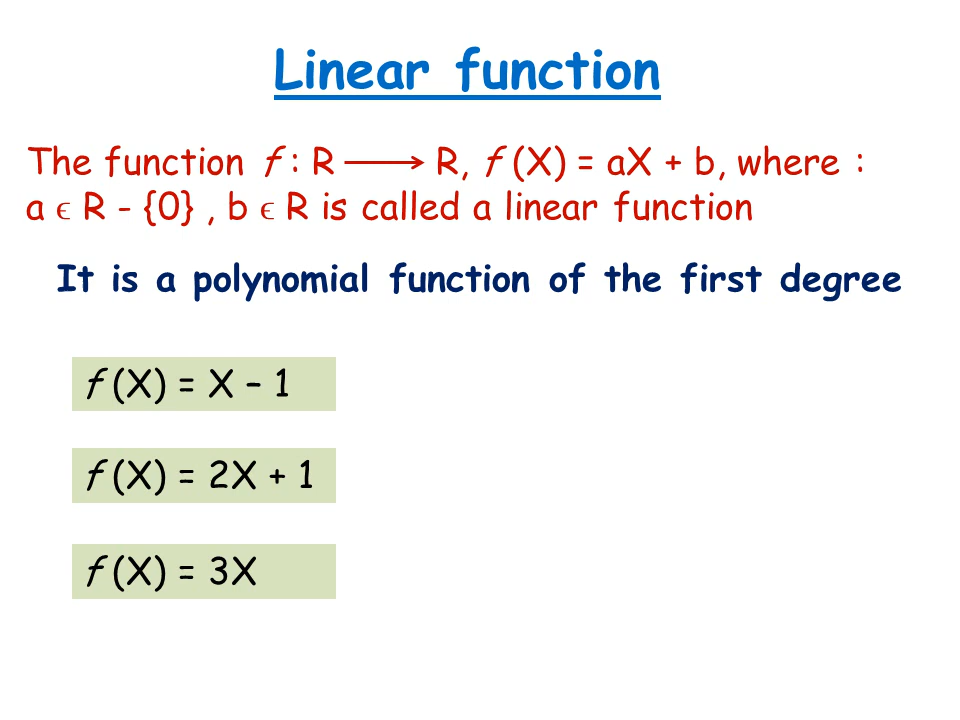 Linear function
The function f : R ⟶ R, f (X) = aX + b, where :
a ϵ R - {0} , b ϵ R is called a linear function
It is a polynomial function of the first degree
f (X) = X – 1
f (X) = 2X + 1
f (X) = 3X